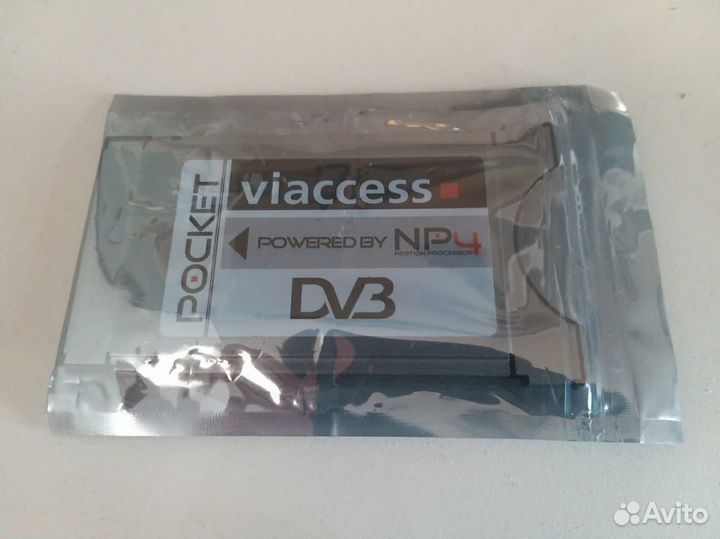 POCKET
viaccess
POWERED BY NP4
NEOTION PROCESSOR
DVB
Avito